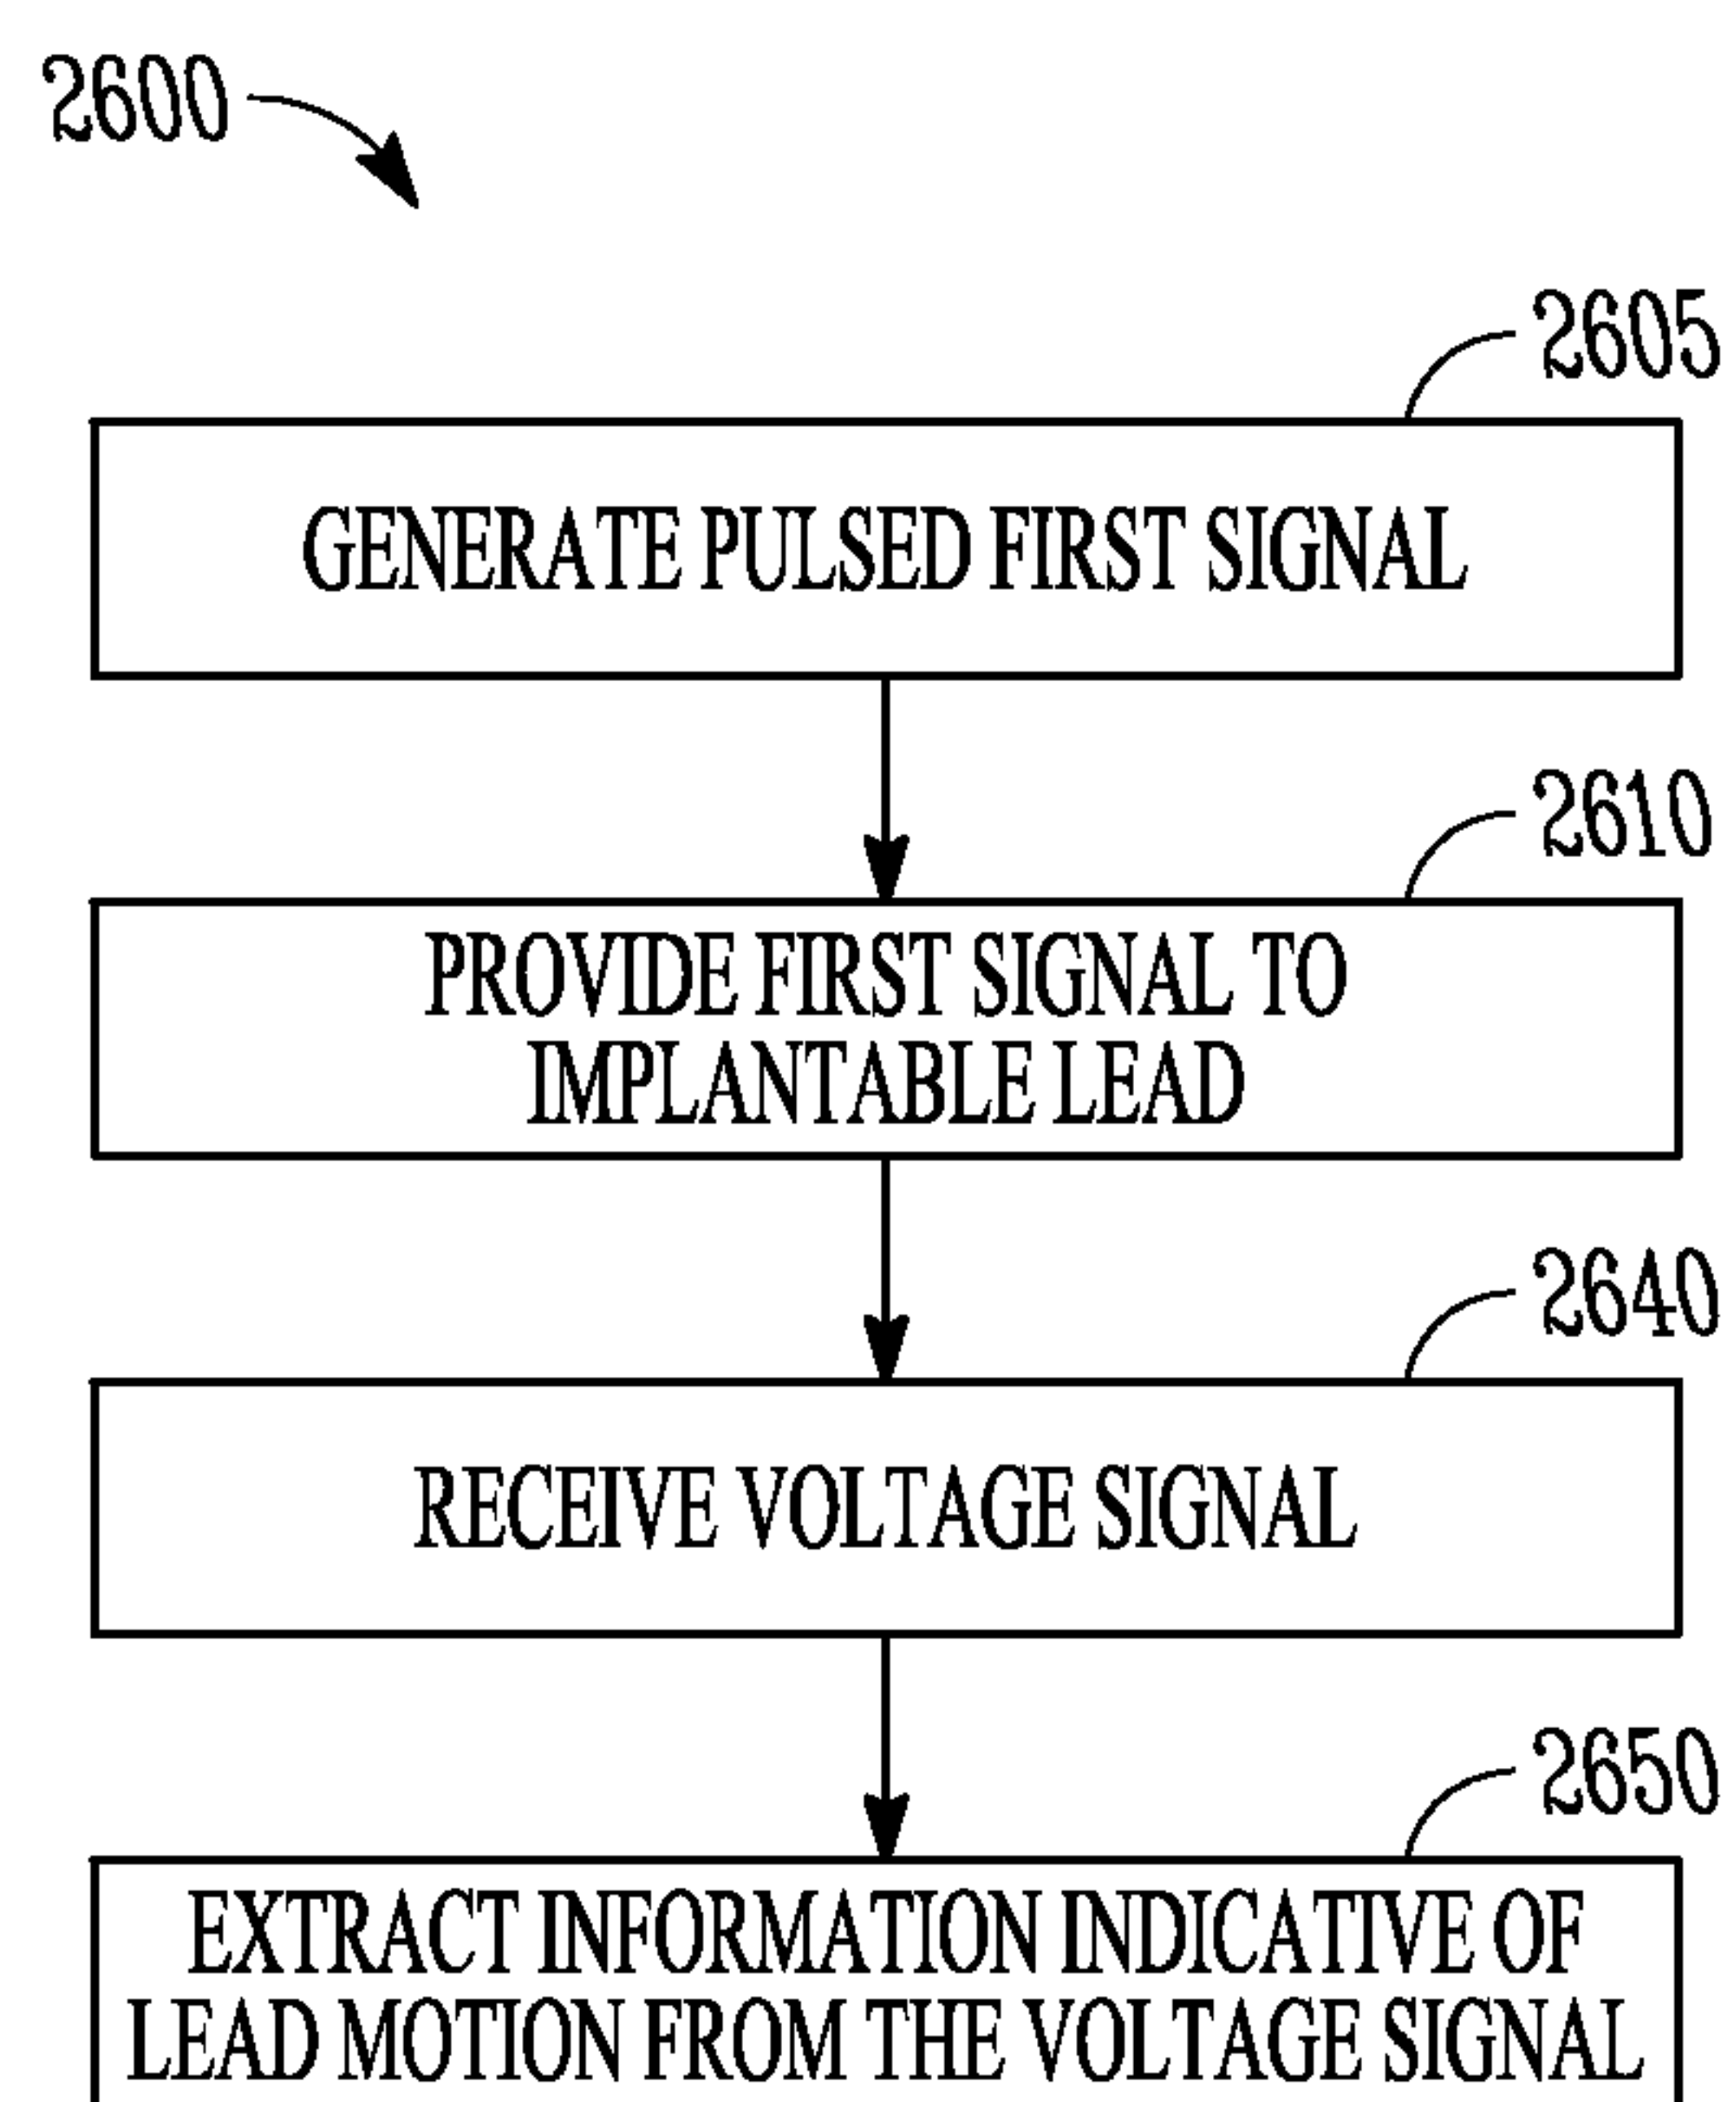 2600
2605
GENERATE PULSED FIRST SIGNAL
2610
PROVIDE FIRST SIGNAL TO
IMPLANTABLE LEAD
2640
RECEIVE VOLTAGE SIGNAL
2650
EXTRACT INFORMATION INDICATIVE OF
LEAD MOTION FROM THE VOLTAGE SIGNAL